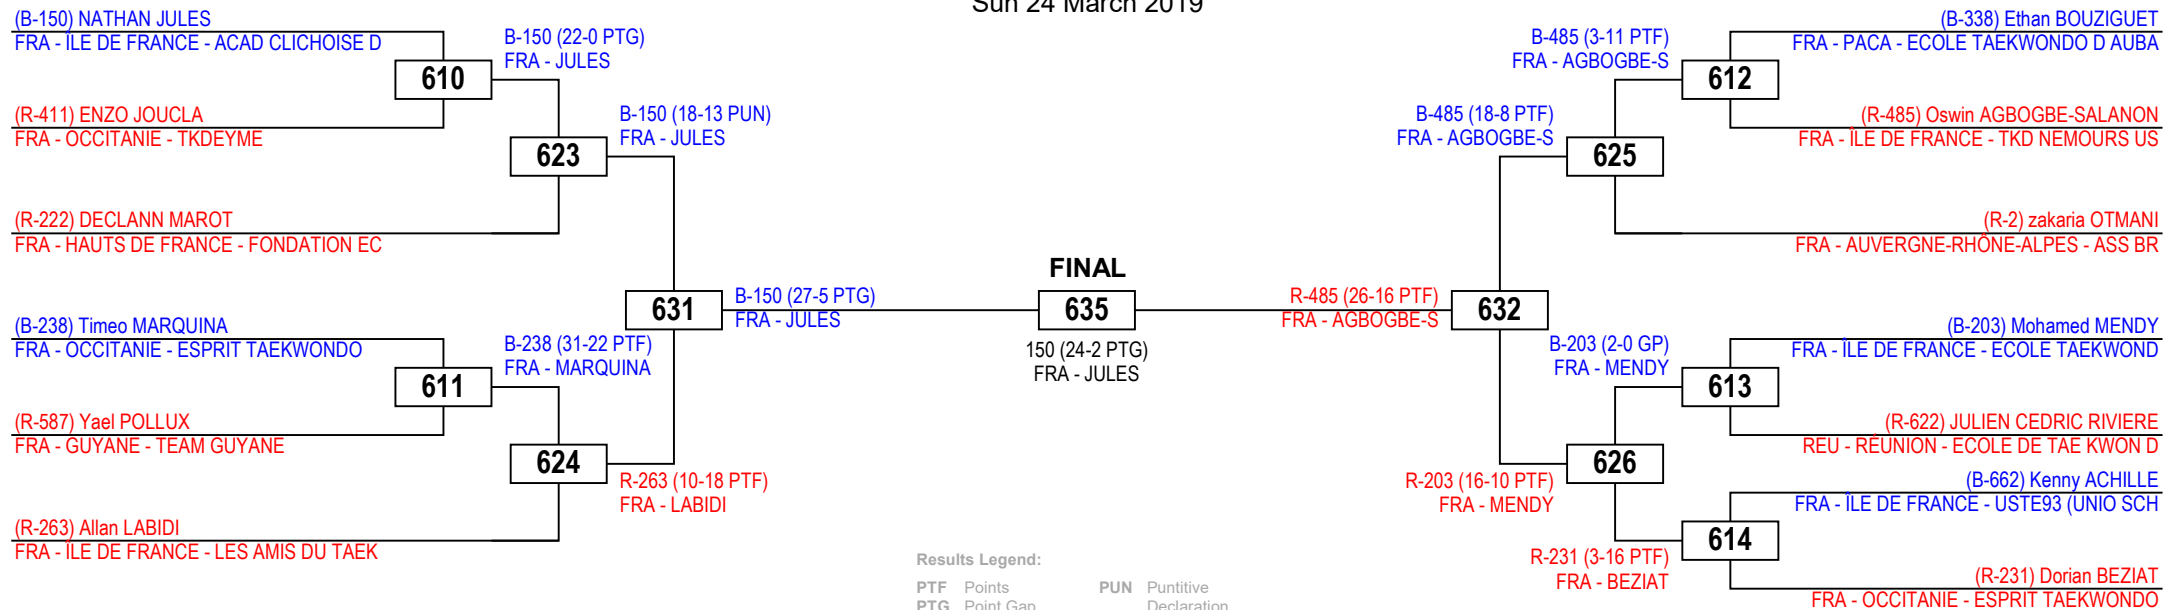 Sun 24 March 2019
(B-150) NATHAN JULES
FRA - ÎLE DE FRANCE - ACAD CLICHOISE D
610
B-150 (22-0 PTG)
FRA - JULES
(R-411) ENZO JOUCLA
FRA - OCCITANIE - TKDEYME
623
B-150 (18-13 PUN)
FRA - JULES
(R-222) DECLANN MAROT
FRA - HAUTS DE FRANCE - FONDATION EC
631
B-150 (27-5 PTG)
FRA - JULES
(B-238) Timeo MARQUINA
FRA - OCCITANIE - ESPRIT TAEKWONDO
611
B-238 (31-22 PTF)
FRA - MARQUINA
(R-587) Yael POLLUX
FRA - GUYANE - TEAM GUYANE
624
R-263 (10-18 PTF)
FRA - LABIDI
(R-263) Allan LABIDI
FRA - ÎLE DE FRANCE - LES AMIS DU TAEK
FINAL
635
150 (24-2 PTG)
FRA - JULES
(B-338) Ethan BOUZIGUET
FRA - PACA - ECOLE TAEKWONDO D AUBA
B-485 (3-11 PTF)
FRA - AGBOGBE-S
612
(R-485) Oswin AGBOGBE-SALANON
FRA - ÎLE DE FRANCE - TKD NEMOURS US
B-485 (18-8 PTF)
FRA - AGBOGBE-S
625
(R-2) zakaria OTMANI
FRA - AUVERGNE-RHÔNE-ALPES - ASS BR
R-485 (26-16 PTF)
FRA - AGBOGBE-S
632
(B-203) Mohamed MENDY
FRA - ÎLE DE FRANCE - ECOLE TAEKWOND
B-203 (2-0 GP)
FRA - MENDY
613
(R-622) JULIEN CEDRIC RIVIERE
REU - RÉUNION - ECOLE DE TAE KWON D
R-203 (16-10 PTF)
FRA - MENDY
626
(B-662) Kenny ACHILLE
FRA - ÎLE DE FRANCE - USTE93 (UNIO SCH
614
R-231 (3-16 PTF)
FRA - BEZIAT
(R-231) Dorian BEZIAT
FRA - OCCITANIE - ESPRIT TAEKWONDO
Results Legend:
PTF Points PUN Puntitive
PTG Point Gap Declaration